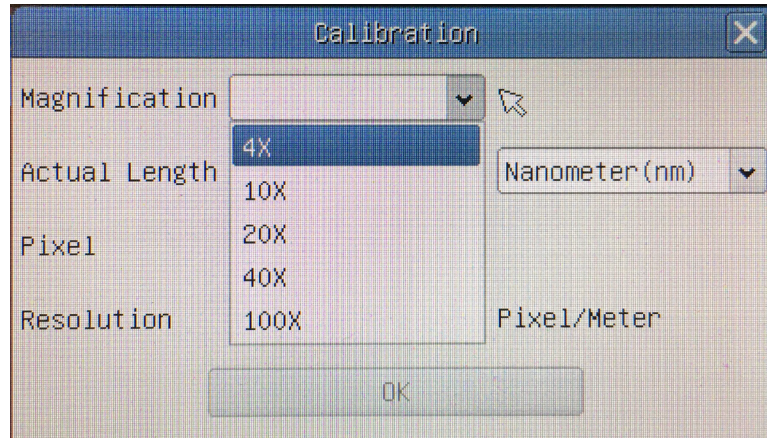 Calibration
Magnification
4X
Actual Length
Nanometer(nm)
10X
20X
Pixel
40X
Resolution
100X
Pixel/Meter
OK